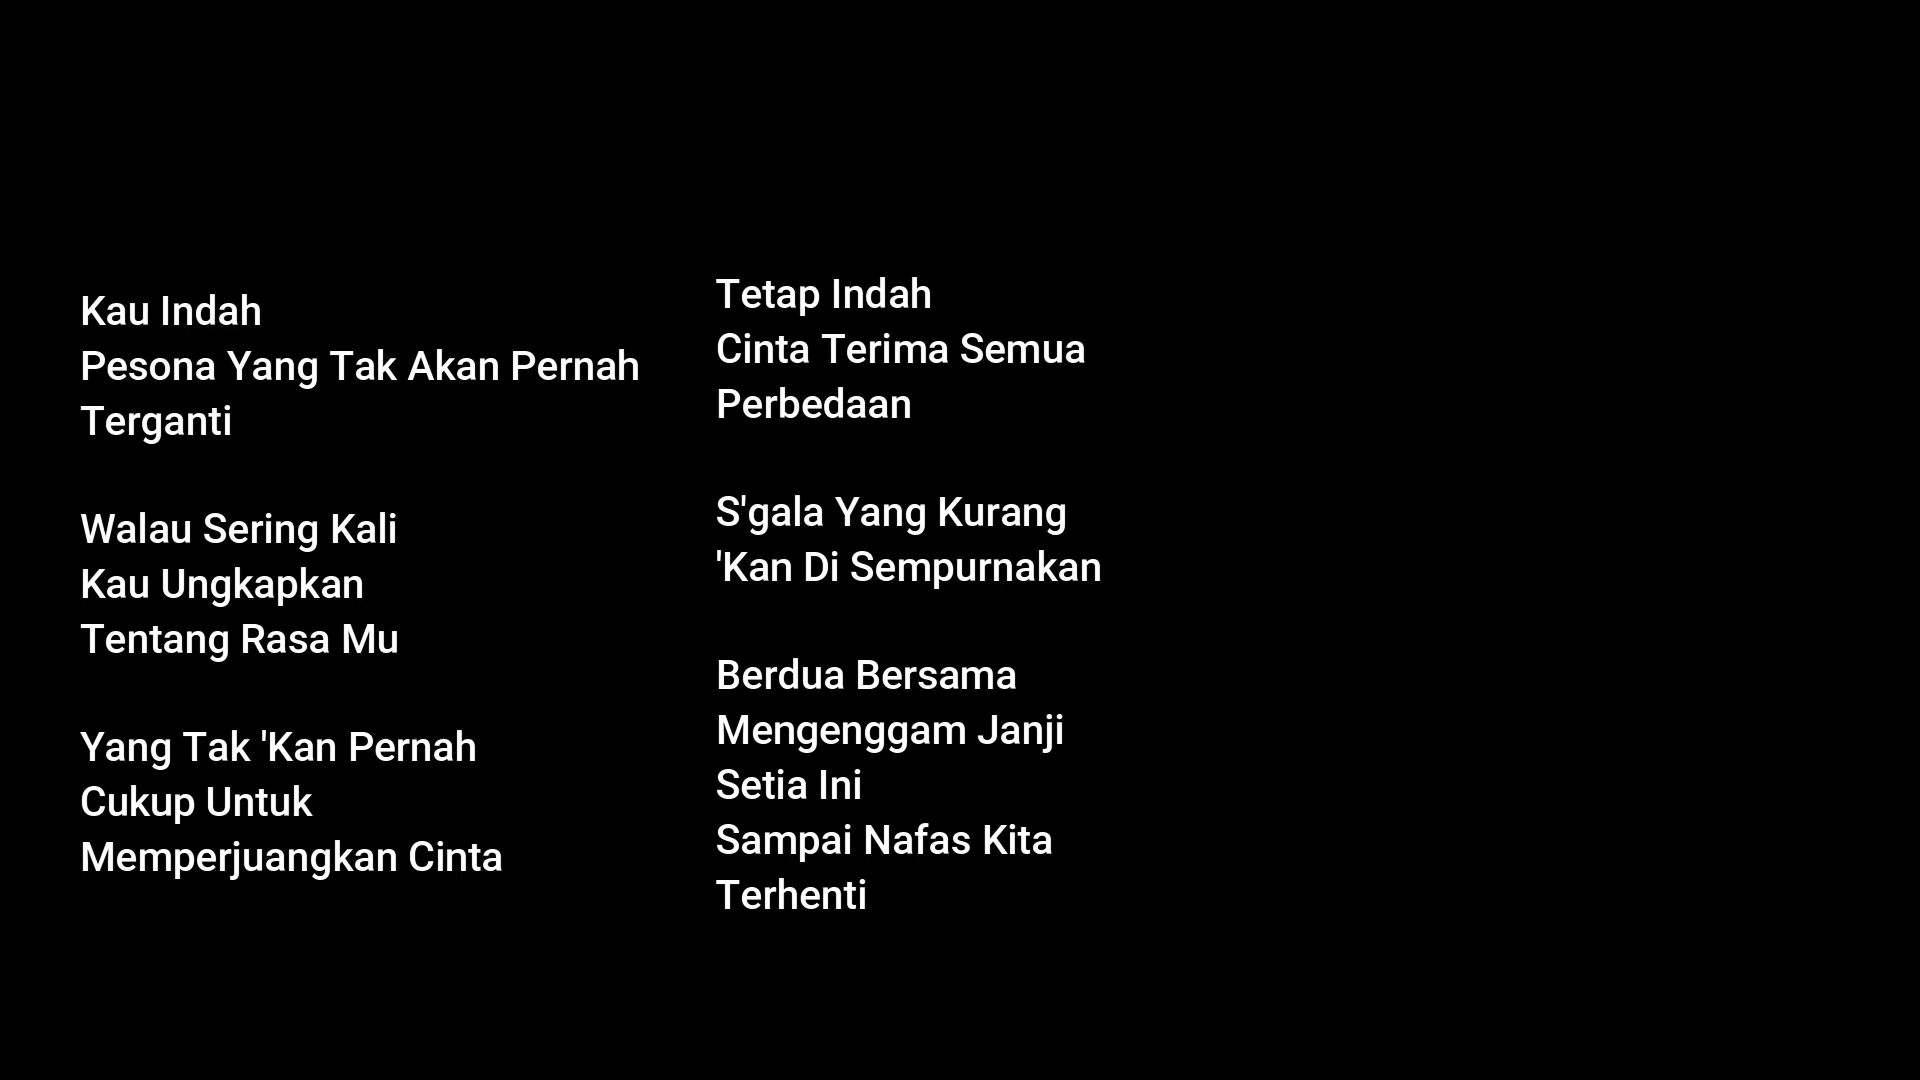 Kau Indah
Pesona Yang Tak Akan Pernah
Terganti
Walau Sering Kali
Kau Ungkapkan
Tentang Rasa Mu
Yang Tak 'Kan Pernah
Cukup Untuk
Memperjuangkan Cinta
Tetap Indah
Cinta Terima Semua
Perbedaan
S'gala Yang Kurang
'Kan Di Sempurnakan
Berdua Bersama
Mengenggam Janji
Setia Ini
Sampai Nafas Kita
Terhenti